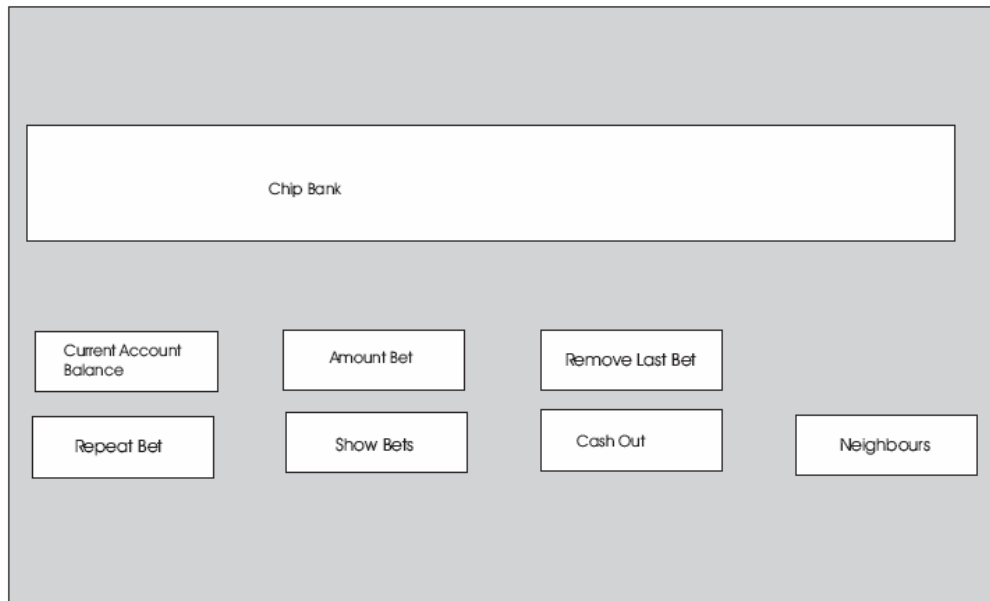 Chip Bank
Current Account
Balance
Amount Bet
Remove Last Bet
Repeat Bet
Show Bets
Cash Out
Neighbours